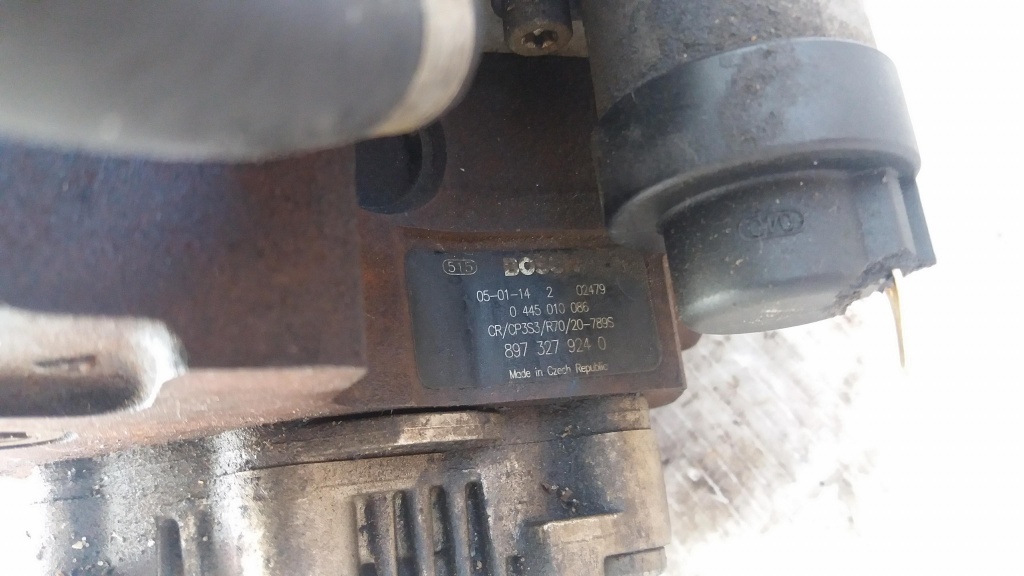 515 BOSCH
05-01-14 2 02479
0 445 010 086
CR/CP3S3/R70/20-789S
897 327 924 0
Made in Czech Republic